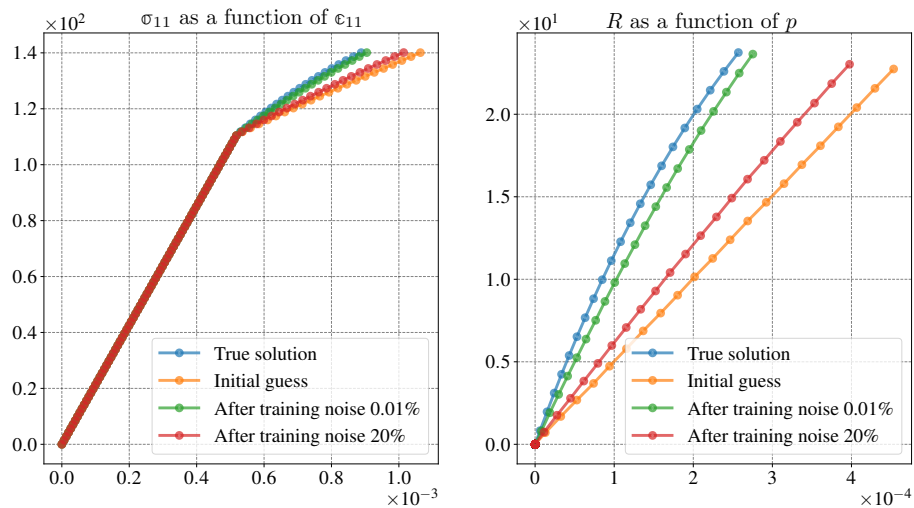 σ₁₁ as a function of ε₁₁
×10²
1.4
1.2
1.0
0.8
0.6
0.4
0.2
0.0
0.0 0.2 0.4 0.6 0.8 1.0
×10⁻³
True solution
Initial guess
After training noise 0.01%
After training noise 20%
R as a function of p
×10¹
2.0
1.5
1.0
0.5
0.0
0 1 2 3 4
×10⁻⁴
True solution
Initial guess
After training noise 0.01%
After training noise 20%